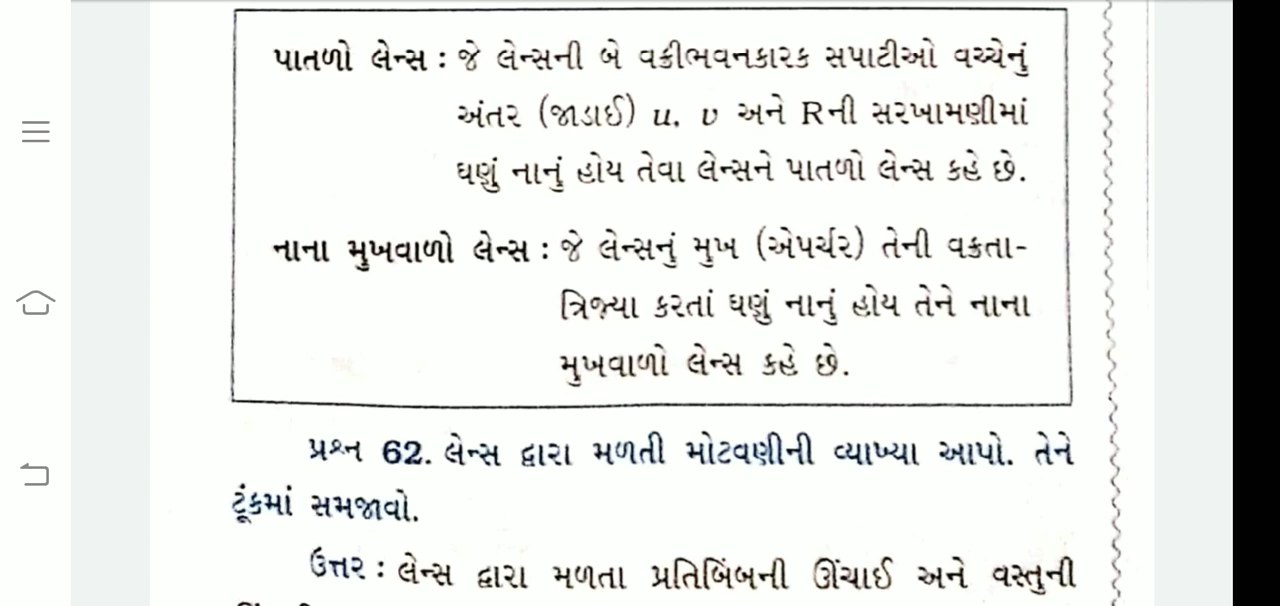 પાતળો લેન્સ : જે લેન્સની બે વક્રીભવનકારક સપાટીઓ વચ્ચેનું
અંતર (જાડાઈ) u, v અને Rની સરખામણીમાં
ઘણું નાનું હોય તેવા લેન્સને પાતળો લેન્સ કહે છે.
નાના મુખવાળો લેન્સ : જે લેન્સનું મુખ (એપર્ચર) તેની વક્રતા-
ત્રિજ્યા કરતાં ઘણું નાનું હોય તેને નાના
મુખવાળો લેન્સ કહે છે.
પ્રશ્ન 62. લેન્સ દ્વારા મળતી મોટવણીની વ્યાખ્યા આપો. તેને
ટૂંકમાં સમજાવો.
ઉત્તર : લેન્સ દ્વારા મળતા પ્રતિબિંબની ઊંચાઈ અને વસ્તુની